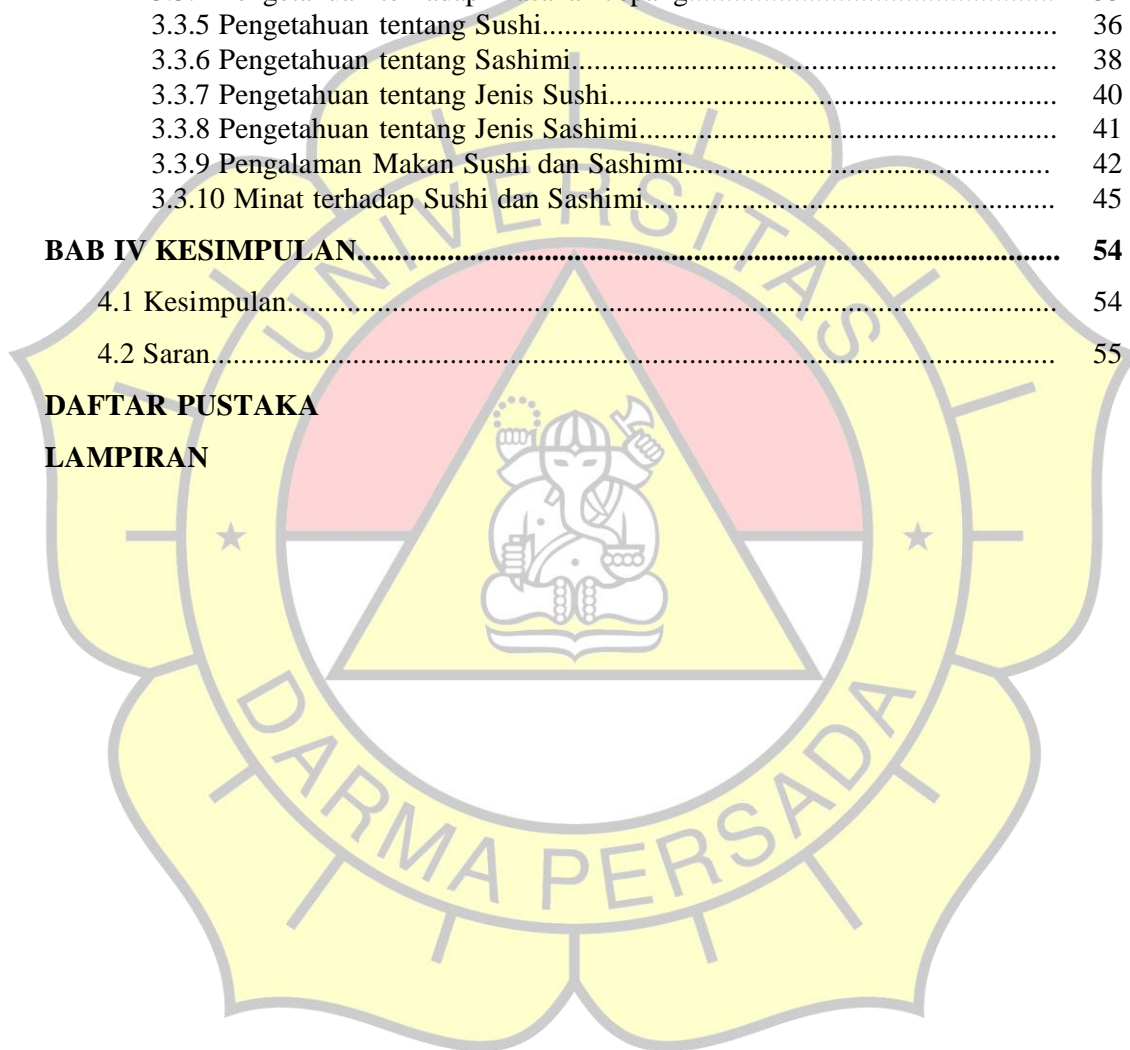 3.3.5 Pengetahuan tentang Sushi.......................................................................... 36
3.3.6 Pengetahuan tentang Sashimi...................................................................... 38
3.3.7 Pengetahuan tentang Jenis Sushi................................................................ 40
3.3.8 Pengetahuan tentang Jenis Sashimi............................................................ 41
3.3.9 Pengalaman Makan Sushi dan Sashimi..................................................... 42
3.3.10 Minat terhadap Sushi dan Sashimi........................................................... 45
BAB IV KESIMPULAN............................................................................................ 54
4.1 Kesimpulan.............................................................................................................. 54
4.2 Saran......................................................................................................................... 55
DAFTAR PUSTAKA
LAMPIRAN
UNIVERSITAS
DARMA PERSADA